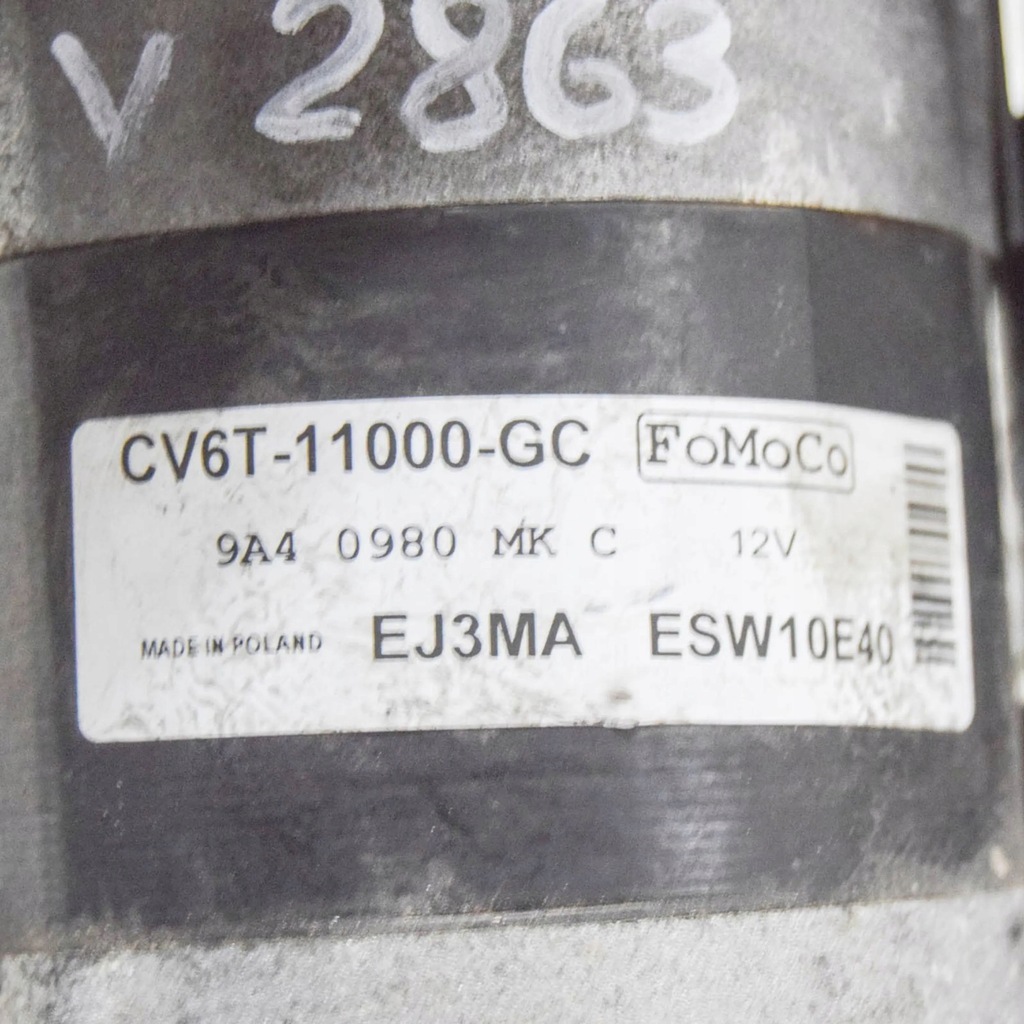 V 2863
CV6T-11000-GC FoMoCo
9A4 0980 MK C 12V
MADE IN POLAND EJ3MA ESW10E40